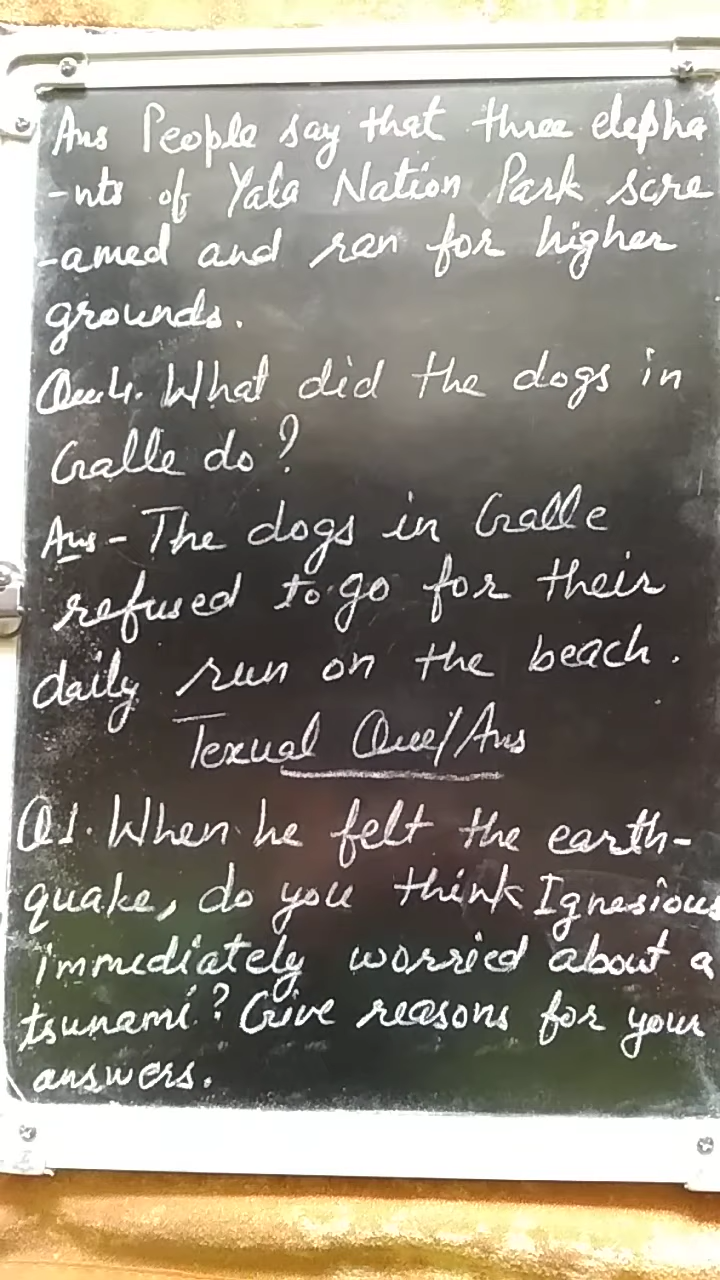 Ans People say that three elepha
-nts of Yala Nation Park scre
-amed and ran for higher
grounds.
Que4. What did the dogs in
Galle do?
Ans - The dogs in Galle
refused to go for their
daily run on the beach.
Texual Que/Ans
Q1. When he felt the earth-
quake, do you think Ignesious
immediately worried about a
tsunami? Give reasons for your
answers.